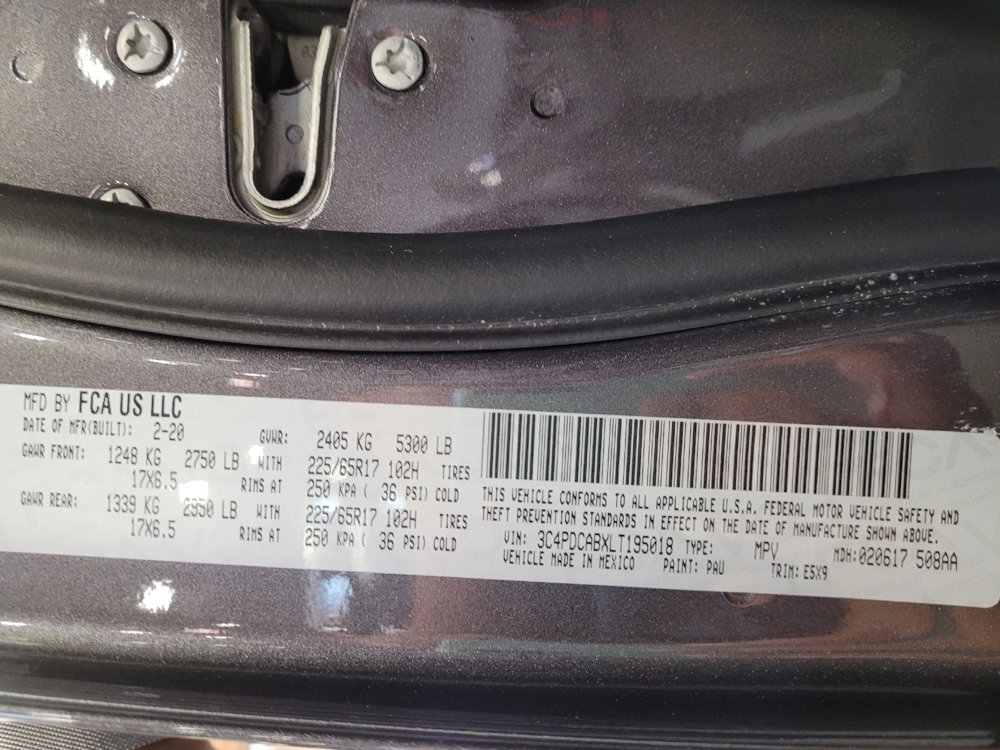 MFD BY FCA US LLC
DATE OF MFR(BUILT): 2-20 GVWR: 2405 KG 5300 LB
GAWR FRONT: 1248 KG 2750 LB WITH 225/65R17 102H TIRES
17X6.5 RIMS AT 250 KPA ( 36 PSI) COLD
GAWR REAR: 1339 KG 2950 LB WITH 225/65R17 102H TIRES
17X6.5 RIMS AT 250 KPA ( 36 PSI) COLD
THIS VEHICLE CONFORMS TO ALL APPLICABLE U.S.A. FEDERAL MOTOR VEHICLE SAFETY AND
THEFT PREVENTION STANDARDS IN EFFECT ON THE DATE OF MANUFACTURE SHOWN ABOVE.
VIN: 3C4PDCABXLT195018 TYPE: MPV MDH:020617 508AA
VEHICLE MADE IN MEXICO PAINT: PAU TRIM: E5X9